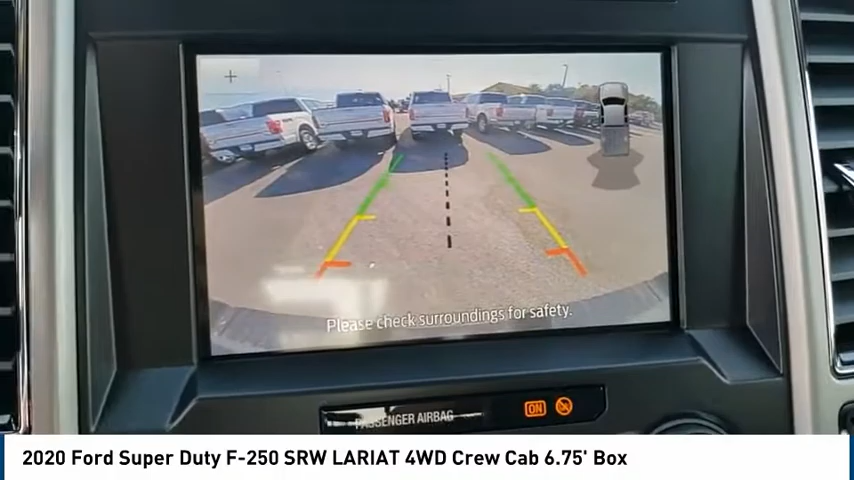 Please check surroundings for safety.
PASSENGER AIRBAG
ON
2020 Ford Super Duty F-250 SRW LARIAT 4WD Crew Cab 6.75' Box